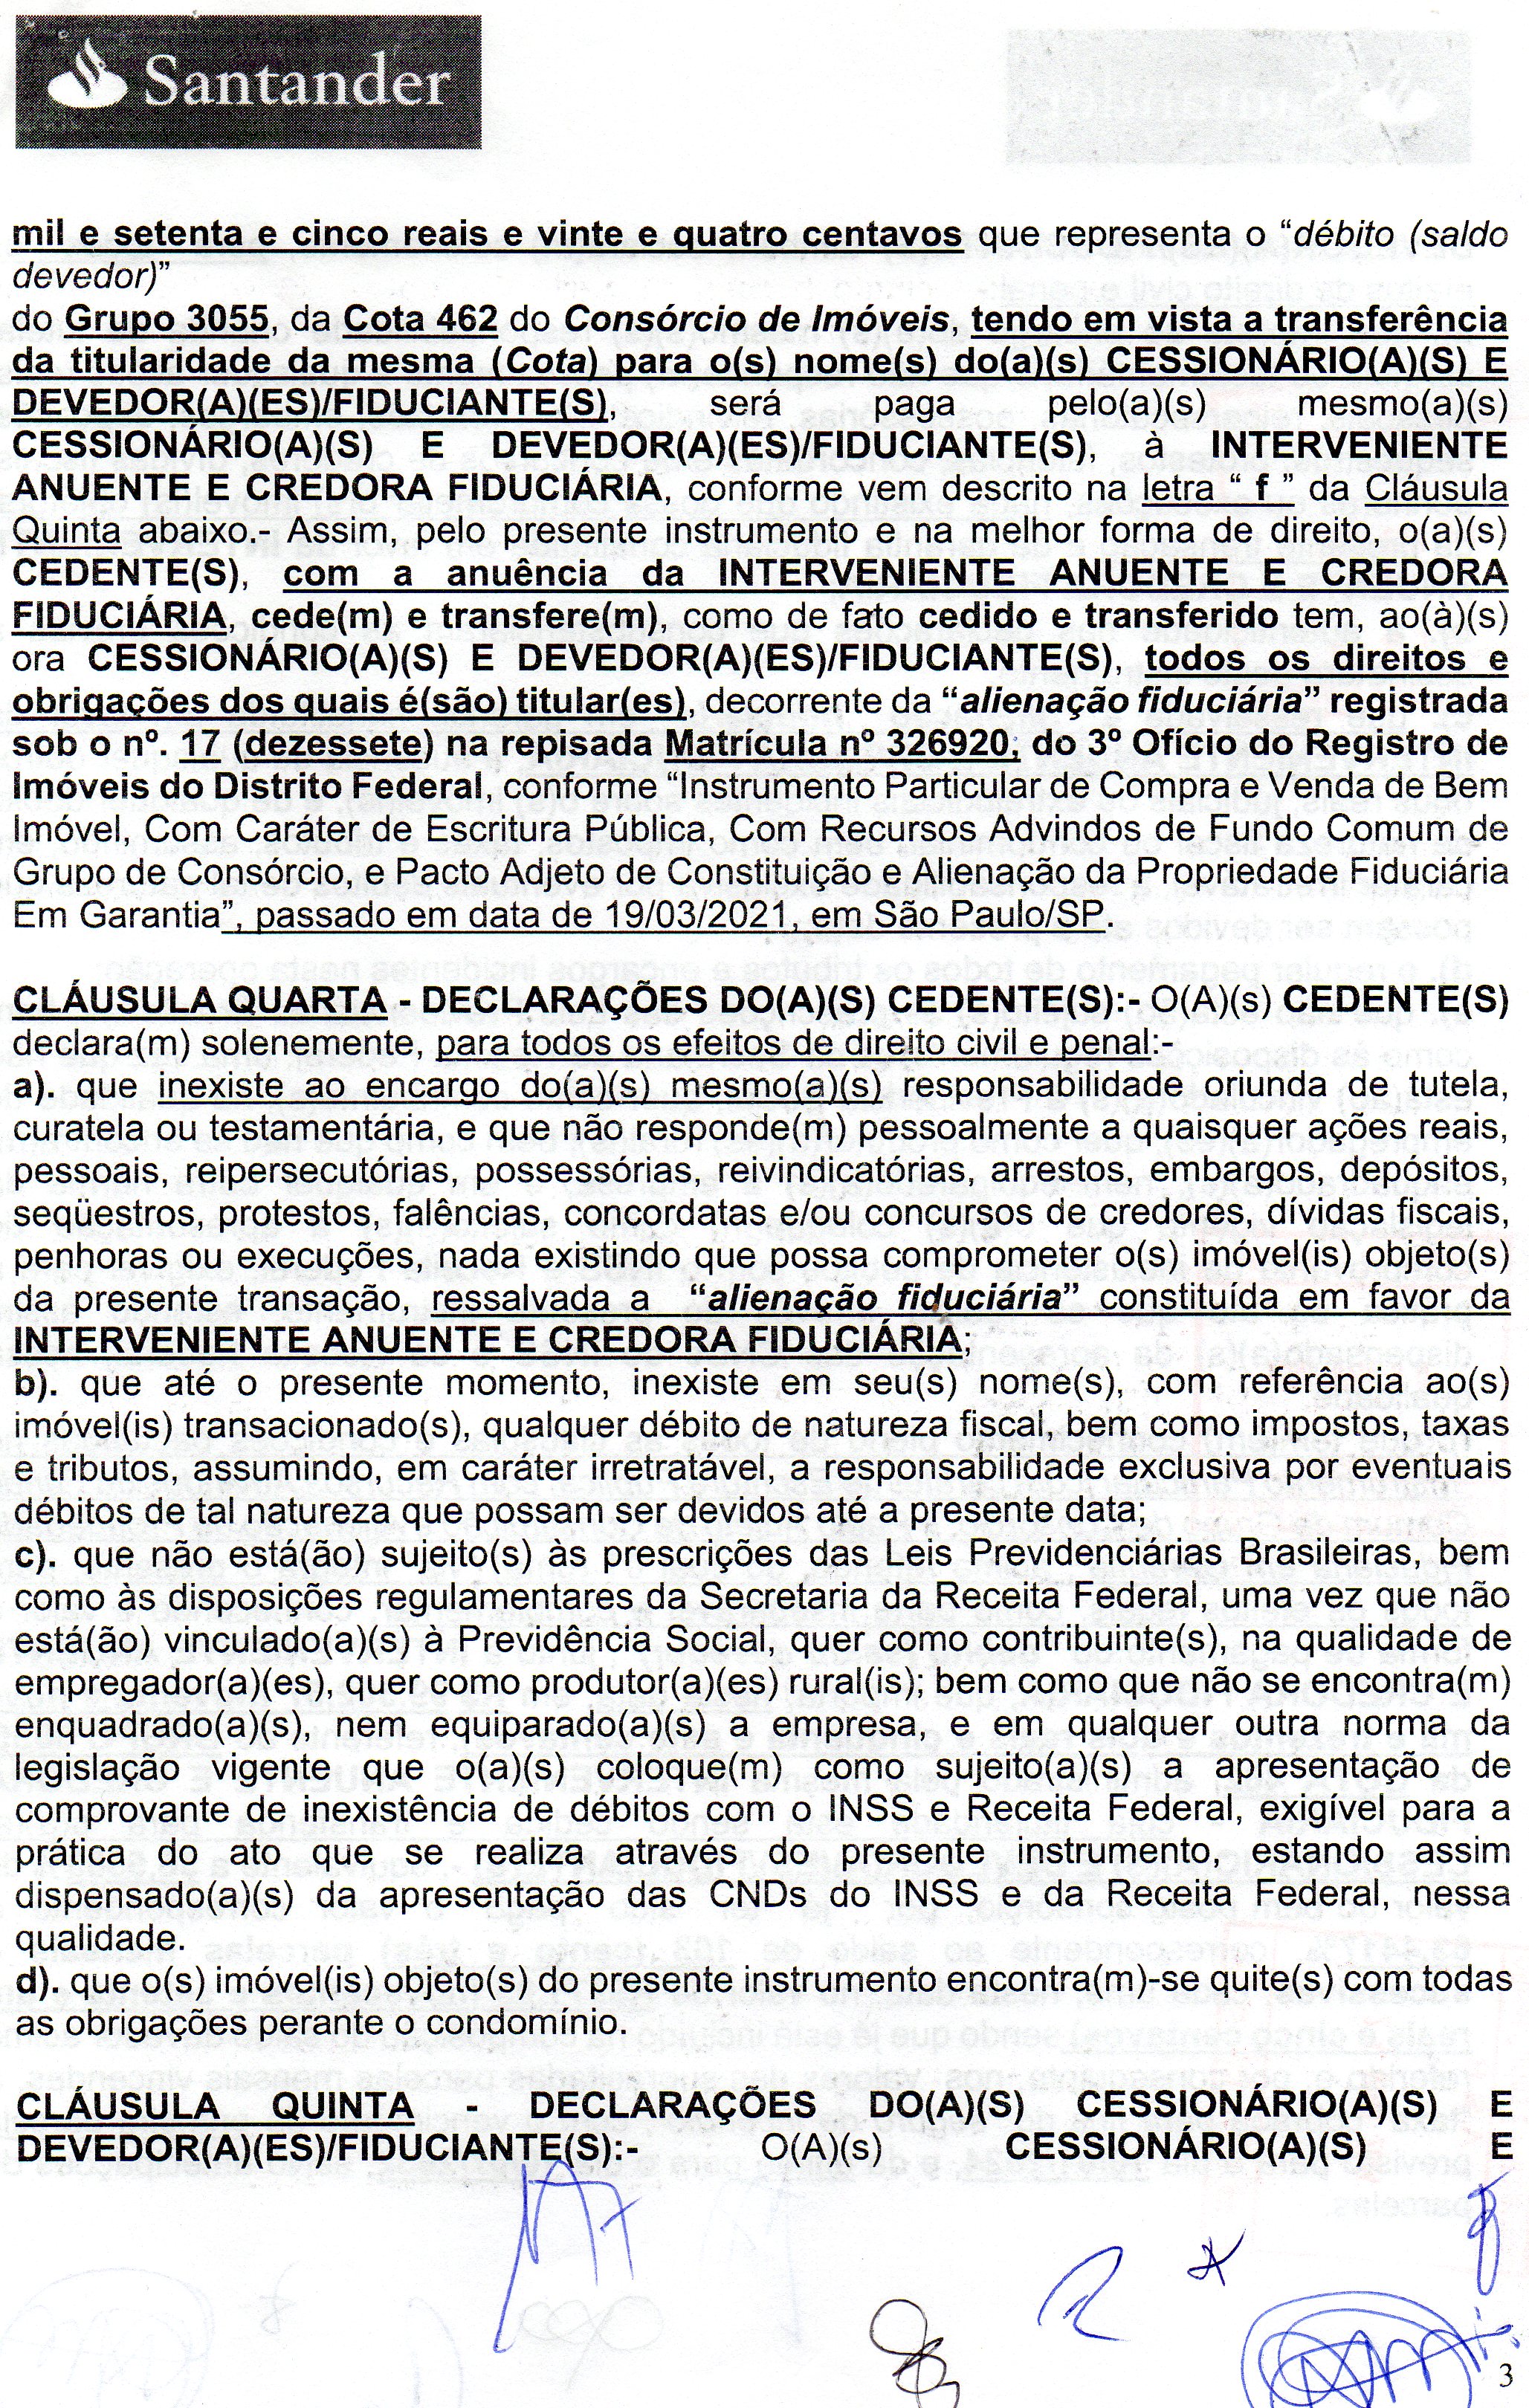 Santander
mil e setenta e cinco reais e vinte e quatro centavos que representa o “débito (saldo
devedor)”
do Grupo 3055, da Cota 462 do Consórcio de Imóveis, tendo em vista a transferência
da titularidade da mesma (Cota) para o(s) nome(s) do(a)(s) CESSIONÁRIO(A)(S) E
DEVEDOR(A)(ES)/FIDUCIANTE(S), será paga pelo(a)(s) mesmo(a)(s)
CESSIONÁRIO(A)(S) E DEVEDOR(A)(ES)/FIDUCIANTE(S), à INTERVENIENTE
ANUENTE E CREDORA FIDUCIÁRIA, conforme vem descrito na letra “ f ” da Cláusula
Quinta abaixo.- Assim, pelo presente instrumento e na melhor forma de direito, o(a)(s)
CEDENTE(S), com a anuência da INTERVENIENTE ANUENTE E CREDORA
FIDUCIÁRIA, cede(m) e transfere(m), como de fato cedido e transferido tem, ao(à)(s)
ora CESSIONÁRIO(A)(S) E DEVEDOR(A)(ES)/FIDUCIANTE(S), todos os direitos e
obrigações dos quais é(são) titular(es), decorrente da “alienação fiduciária” registrada
sob o nº. 17 (dezessete) na repisada Matrícula nº 326920, do 3º Ofício do Registro de
Imóveis do Distrito Federal, conforme “Instrumento Particular de Compra e Venda de Bem
Imóvel, Com Caráter de Escritura Pública, Com Recursos Advindos de Fundo Comum de
Grupo de Consórcio, e Pacto Adjeto de Constituição e Alienação da Propriedade Fiduciária
Em Garantia”, passado em data de 19/03/2021, em São Paulo/SP.
CLÁUSULA QUARTA - DECLARAÇÕES DO(A)(S) CEDENTE(S):- O(A)(s) CEDENTE(S)
declara(m) solenemente, para todos os efeitos de direito civil e penal:-
a). que inexiste ao encargo do(a)(s) mesmo(a)(s) responsabilidade oriunda de tutela,
curatela ou testamentária, e que não responde(m) pessoalmente a quaisquer ações reais,
pessoais, reipersecutórias, possessórias, reivindicatórias, arrestos, embargos, depósitos,
seqüestros, protestos, falências, concordatas e/ou concursos de credores, dívidas fiscais,
penhoras ou execuções, nada existindo que possa comprometer o(s) imóvel(is) objeto(s)
da presente transação, ressalvada a “alienação fiduciária” constituída em favor da
INTERVENIENTE ANUENTE E CREDORA FIDUCIÁRIA;
b). que até o presente momento, inexiste em seu(s) nome(s), com referência ao(s)
imóvel(is) transacionado(s), qualquer débito de natureza fiscal, bem como impostos, taxas
e tributos, assumindo, em caráter irretratável, a responsabilidade exclusiva por eventuais
débitos de tal natureza que possam ser devidos até a presente data;
c). que não está(ão) sujeito(s) às prescrições das Leis Previdenciárias Brasileiras, bem
como às disposições regulamentares da Secretaria da Receita Federal, uma vez que não
está(ão) vinculado(a)(s) à Previdência Social, quer como contribuinte(s), na qualidade de
empregador(a)(es), quer como produtor(a)(es) rural(is); bem como que não se encontra(m)
enquadrado(a)(s), nem equiparado(a)(s) a empresa, e em qualquer outra norma da
legislação vigente que o(a)(s) coloque(m) como sujeito(a)(s) a apresentação de
comprovante de inexistência de débitos com o INSS e Receita Federal, exigível para a
prática do ato que se realiza através do presente instrumento, estando assim
dispensado(a)(s) da apresentação das CNDs do INSS e da Receita Federal, nessa
qualidade.
d). que o(s) imóvel(is) objeto(s) do presente instrumento encontra(m)-se quite(s) com todas
as obrigações perante o condomínio.
CLÁUSULA QUINTA - DECLARAÇÕES DO(A)(S) CESSIONÁRIO(A)(S) E
DEVEDOR(A)(ES)/FIDUCIANTE(S):- O(A)(s) CESSIONÁRIO(A)(S) E
3